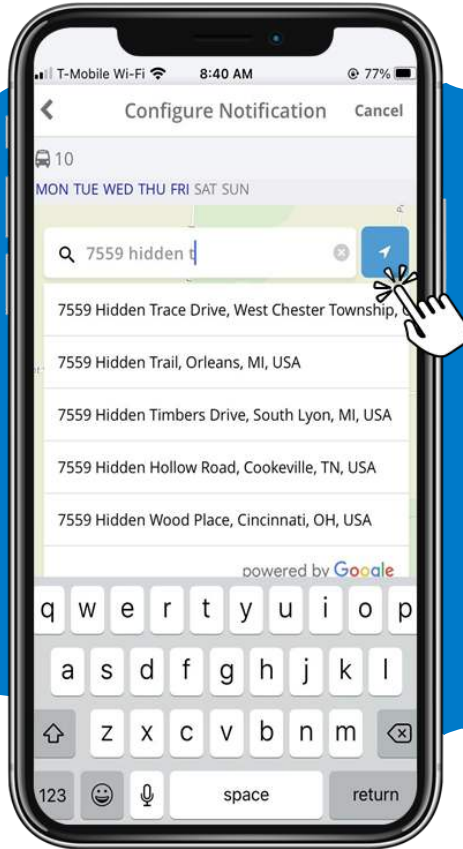 T-Mobile Wi-Fi 8:40 AM 77%
Configure Notification Cancel
10
MON TUE WED THU FRI SAT SUN
7559 hidden t
7559 Hidden Trace Drive, West Chester Township,
7559 Hidden Trail, Orleans, MI, USA
7559 Hidden Timbers Drive, South Lyon, MI, USA
7559 Hidden Hollow Road, Cookeville, TN, USA
7559 Hidden Wood Place, Cincinnati, OH, USA
powered by Google
q w e r t y u i o p
a s d f g h j k l
z x c v b n m
123 space return